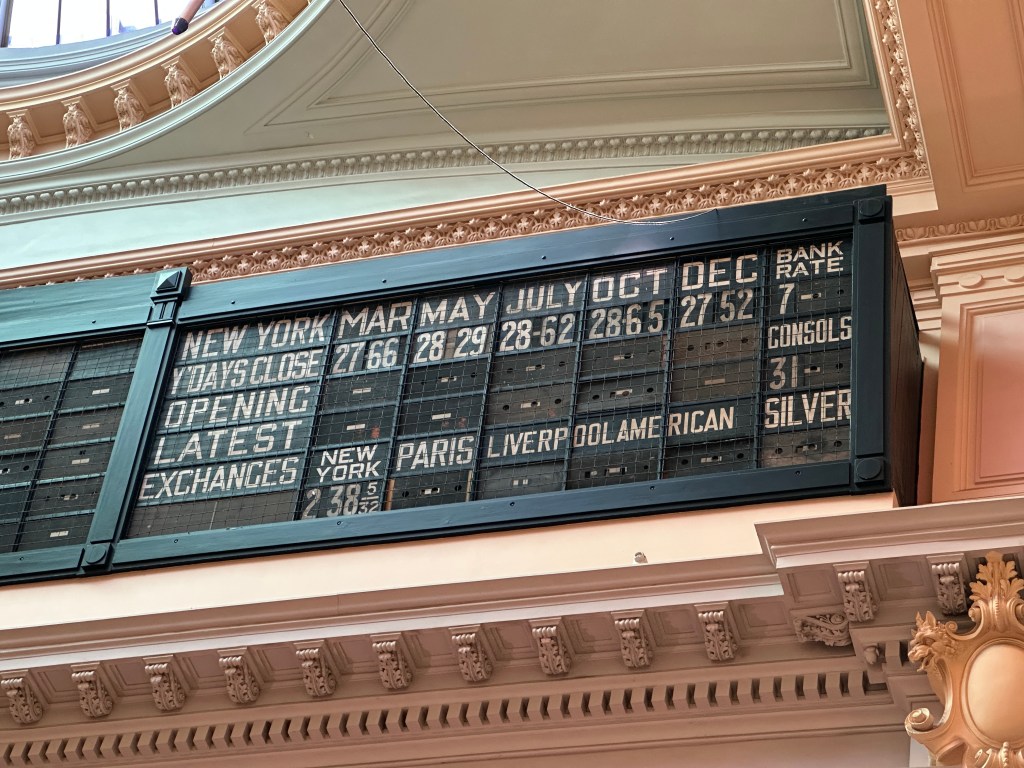 NEW YORK MAR MAY JULY OCT DEC BANK RATE
Y'DAYS CLOSE 27 66 28 29 28-62 28 65 27 52 7-
OPENING CONSOLS
LATEST 31-
EXCHANGES NEW YORK PARIS LIVERPOOL AMERICAN SILVER
2 38 5/32